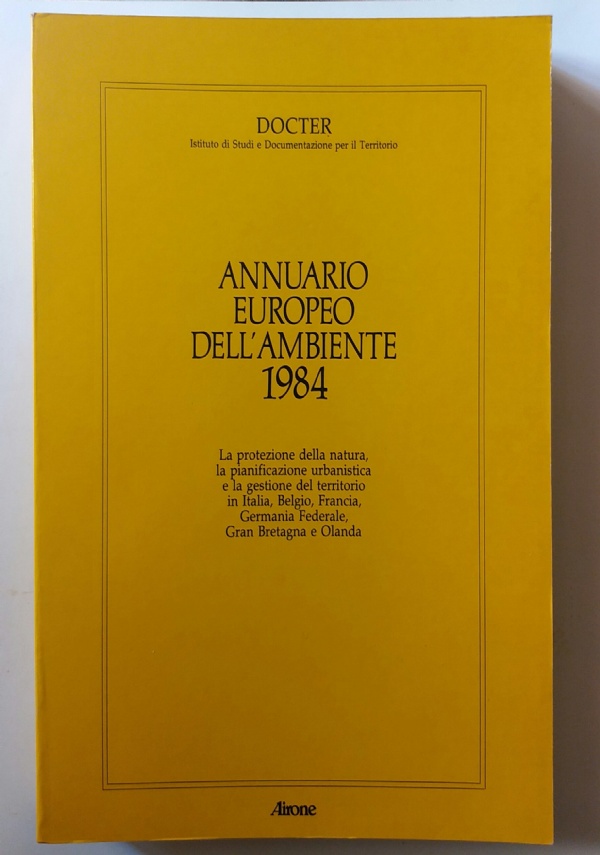 DOCTER
Istituto di Studi e Documentazione per il Territorio
ANNUARIO
EUROPEO
DELL'AMBIENTE
1984
La protezione della natura,
la pianificazione urbanistica
e la gestione del territorio
in Italia, Belgio, Francia,
Germania Federale,
Gran Bretagna e Olanda
Airone